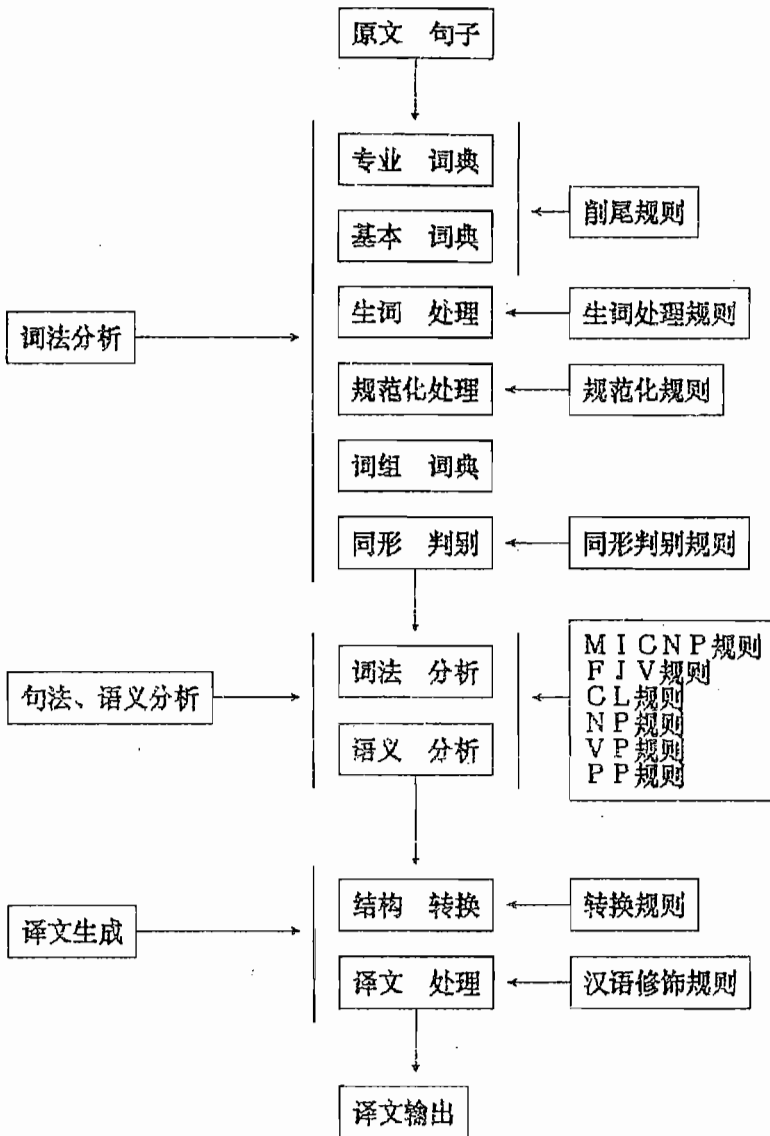 原文 句子
专业 词典
削尾规则
基本 词典
词法分析
生词 处理
生词处理规则
规范化处理
规范化规则
词组 词典
同形 判别
同形判别规则
句法、语义分析
词法 分析
语义 分析
MICNP规则
FJV规则
CL规则
NP规则
VP规则
PP规则
译文生成
结构 转换
转换规则
译文 处理
汉语修饰规则
译文输出